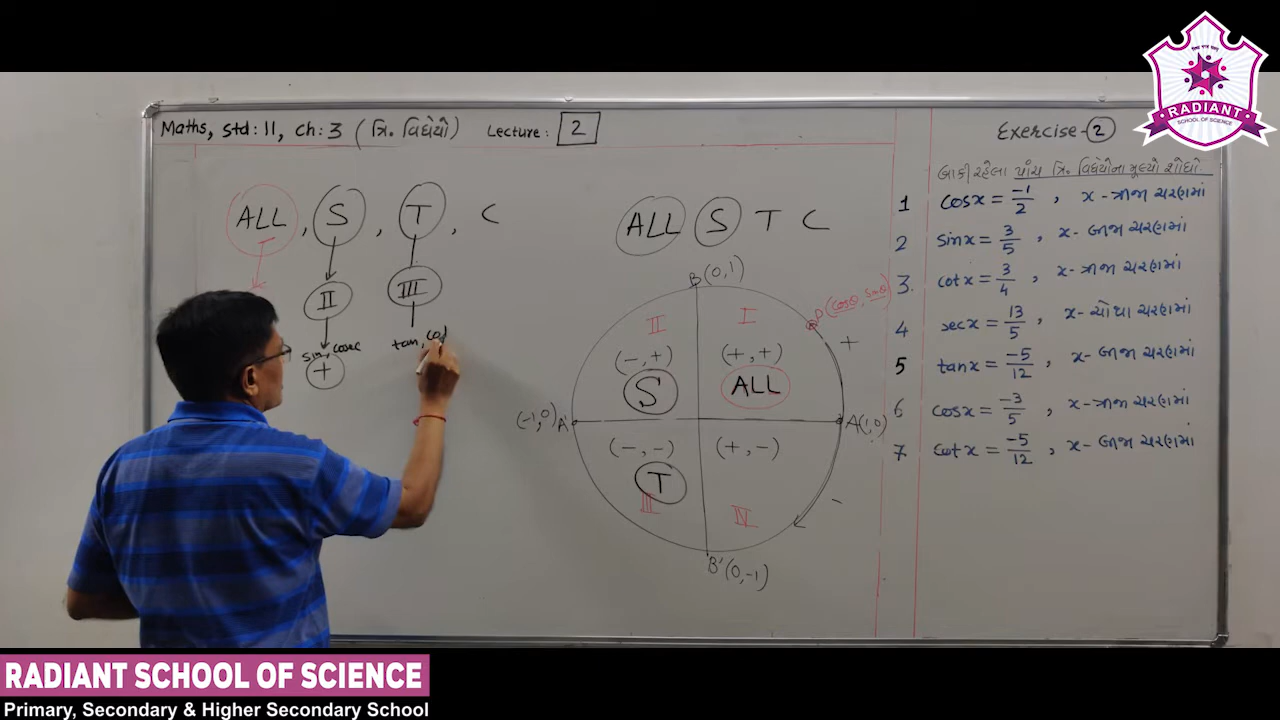 RADIANT
SCHOOL OF SCIENCE
Maths, std: 11, ch: 3 (ત્રિ. વિધેયો) Lecture: 2
ALL, S, T, C
II III
sin, cosec
+
tan, cot
ALL S T C
B(0,1)
P(cosθ, sinθ)
II I
+
(-,+) (+,+)
S ALL
(-1,0) A' A(1,0)
(-,-) (+,-)
T
III IV
-
B'(0,-1)
Exercise-2
બાકી રહેલા પાંચ ત્રિ. વિધેયોના મૂલ્યો શોધો.
1 cosx = -1/2, x-ત્રીજા ચરણમાં
2 sinx = 3/5, x- બીજા ચરણમાં
3. cotx = 3/4, x-ત્રીજા ચરણમાં
4 secx = 13/5, x- ચોથા ચરણમાં
5 tanx = -5/12, x- બીજા ચરણમાં
6 cosx = -3/5, x-ત્રીજા ચરણમાં
7 cotx = -5/12, x- બીજા ચરણમાં
RADIANT SCHOOL OF SCIENCE
Primary, Secondary & Higher Secondary School